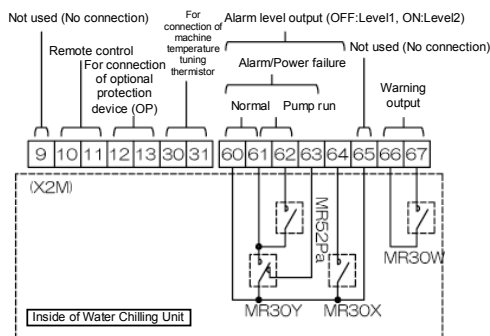 Not used (No connection)
For
connection of
machine
temperature
tuning
thermistor
Alarm level output (OFF:Level1, ON:Level2)
Not used (No connection)
Remote control
For connection
of optional
protection
device (OP)
Alarm/Power failure
Normal
Pump run
Warning
output
9 10 11 12 13 30 31 60 61 62 63 64 65 66 67
(X2M)
MR52Pa
MR30W
MR30Y
MR30X
Inside of Water Chilling Unit